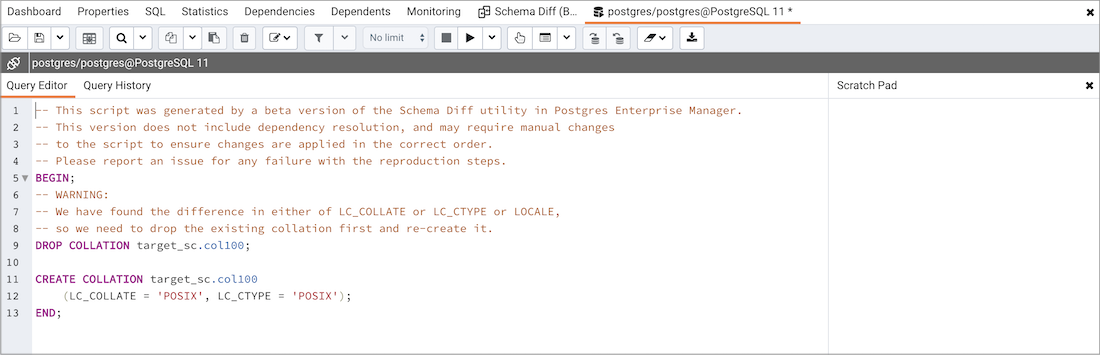 Dashboard Properties SQL Statistics Dependencies Dependents Monitoring Schema Diff (B... postgres/postgres@PostgreSQL 11 *
No limit
postgres/postgres@PostgreSQL 11
Query Editor Query History Scratch Pad
1 -- This script was generated by a beta version of the Schema Diff utility in Postgres Enterprise Manager.
2 -- This version does not include dependency resolution, and may require manual changes
3 -- to the script to ensure changes are applied in the correct order.
4 -- Please report an issue for any failure with the reproduction steps.
5 BEGIN;
6 -- WARNING:
7 -- We have found the difference in either of LC_COLLATE or LC_CTYPE or LOCALE,
8 -- so we need to drop the existing collation first and re-create it.
9 DROP COLLATION target_sc.col100;
10
11 CREATE COLLATION target_sc.col100
12 (LC_COLLATE = 'POSIX', LC_CTYPE = 'POSIX');
13 END;